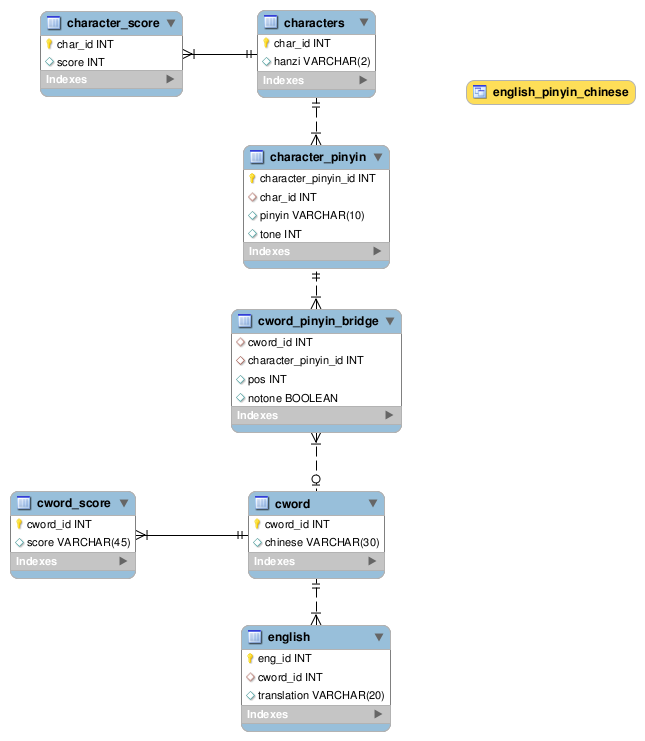 character_score
char_id INT
score INT
Indexes
characters
char_id INT
hanzi VARCHAR(2)
Indexes
english_pinyin_chinese
character_pinyin
character_pinyin_id INT
char_id INT
pinyin VARCHAR(10)
tone INT
Indexes
cword_pinyin_bridge
cword_id INT
character_pinyin_id INT
pos INT
notone BOOLEAN
Indexes
cword_score
cword_id INT
score VARCHAR(45)
Indexes
cword
cword_id INT
chinese VARCHAR(30)
Indexes
english
eng_id INT
cword_id INT
translation VARCHAR(20)
Indexes